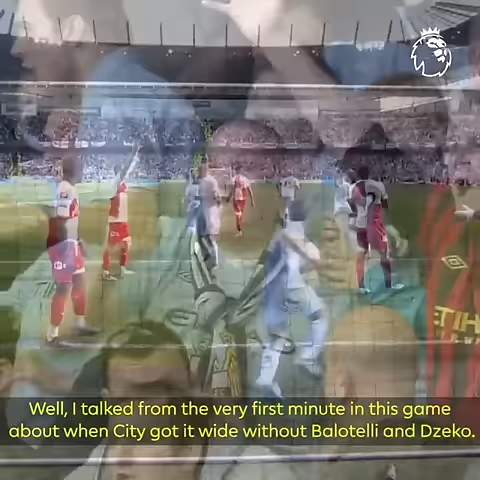 Well, I talked from the very first minute in this game
about when City got it wide without Balotelli and Dzeko.
ETIH